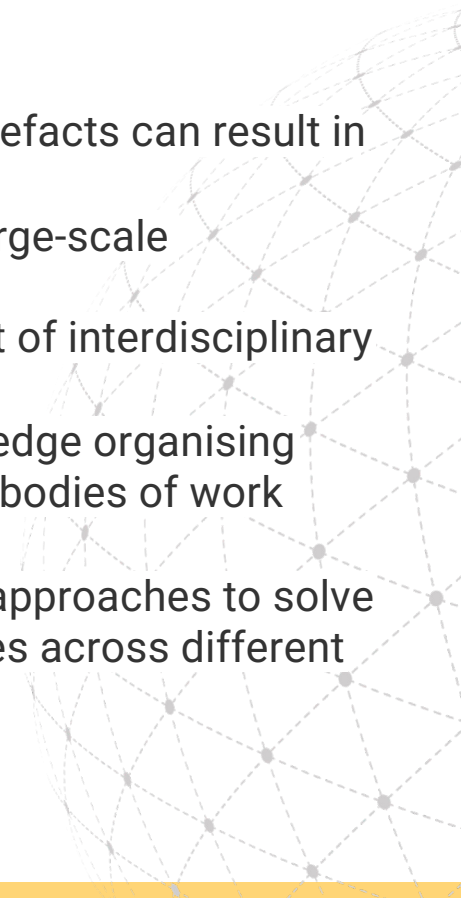 efacts can result in
rge-scale
t of interdisciplinary
edge organising
bodies of work
approaches to solve
es across different